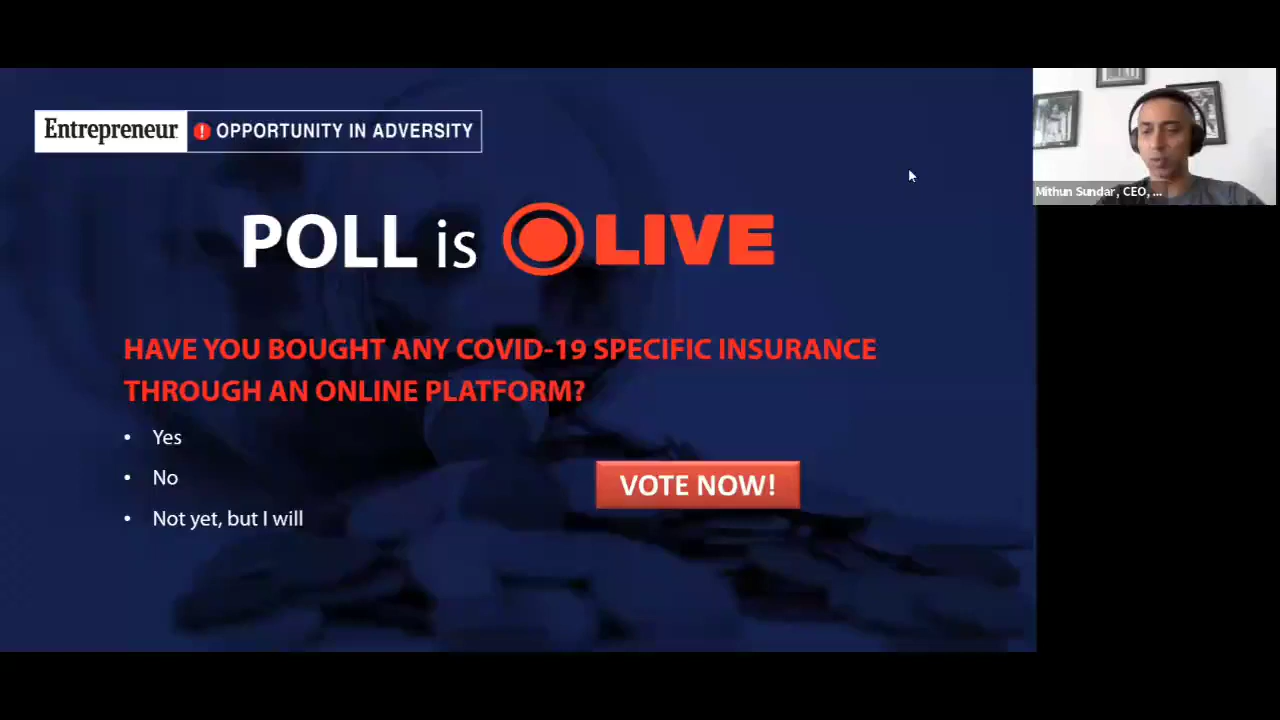 Entrepreneur ! OPPORTUNITY IN ADVERSITY
Mithun Sundar, CEO, ...
POLL is LIVE
HAVE YOU BOUGHT ANY COVID-19 SPECIFIC INSURANCE
THROUGH AN ONLINE PLATFORM?
• Yes
• No
• Not yet, but I will
VOTE NOW!